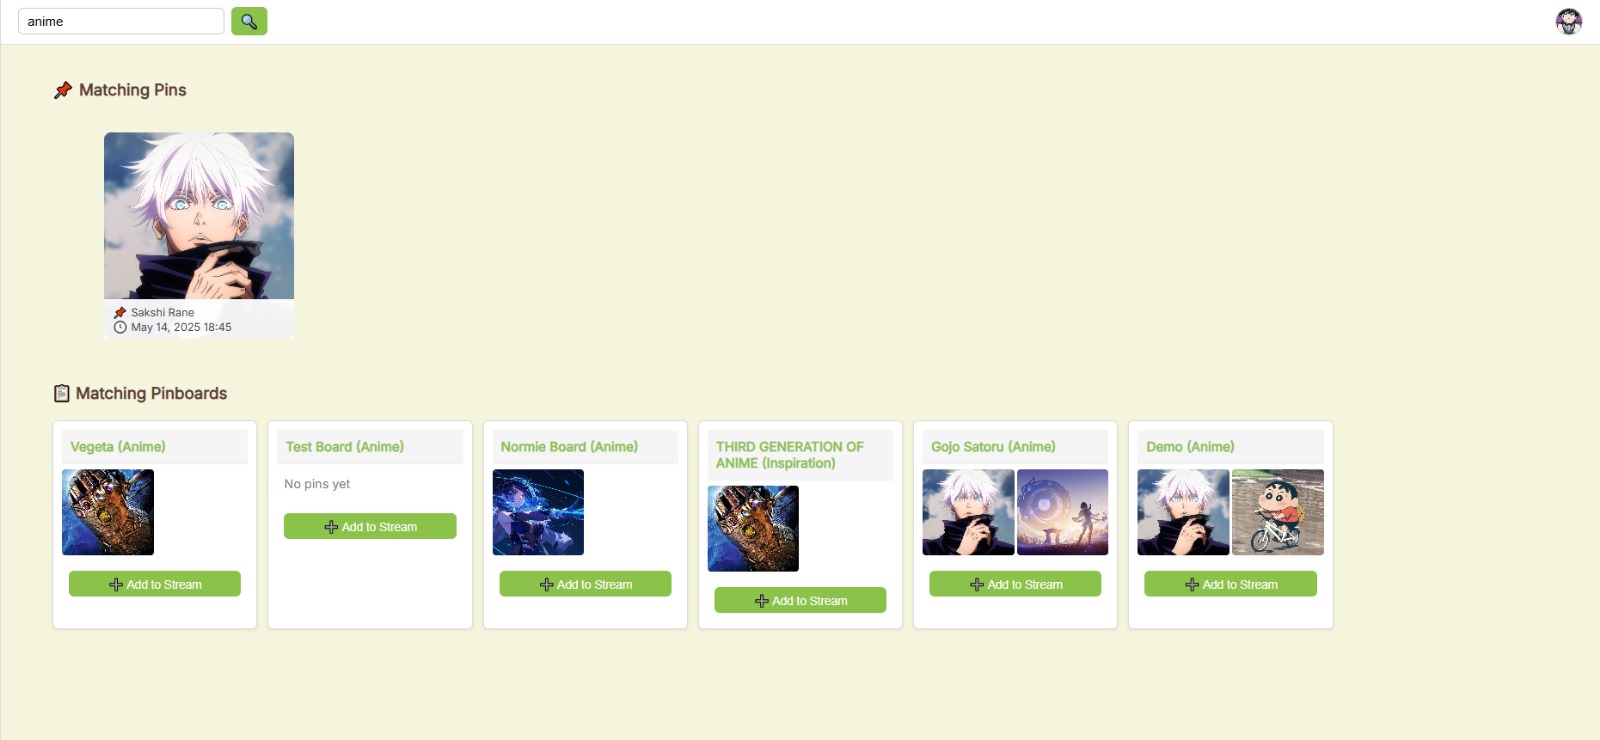 anime
Matching Pins
Sakshi Rane
May 14, 2025 18:45
Matching Pinboards
Vegeta (Anime)
Add to Stream
Test Board (Anime)
No pins yet
Add to Stream
Normie Board (Anime)
Add to Stream
THIRD GENERATION OF
ANIME (Inspiration)
Add to Stream
Gojo Satoru (Anime)
Add to Stream
Demo (Anime)
Add to Stream